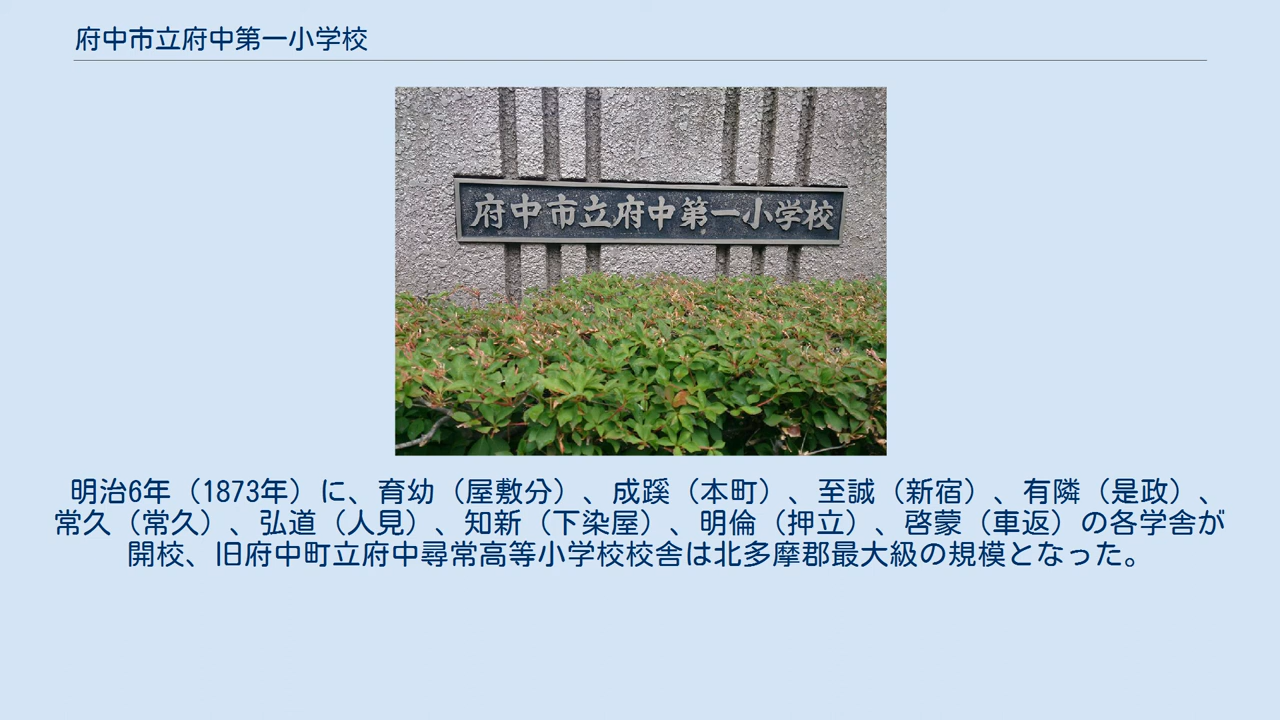 府中市立府中第一小学校
府中市立府中第一小学校
明治6年（1873年）に、育幼（屋敷分）、成蹊（本町）、至誠（新宿）、有隣（是政）、
常久（常久）、弘道（人見）、知新（下染屋）、明倫（押立）、啓蒙（車返）の各学舎が
開校、旧府中町立府中尋常高等小学校校舎は北多摩郡最大級の規模となった。